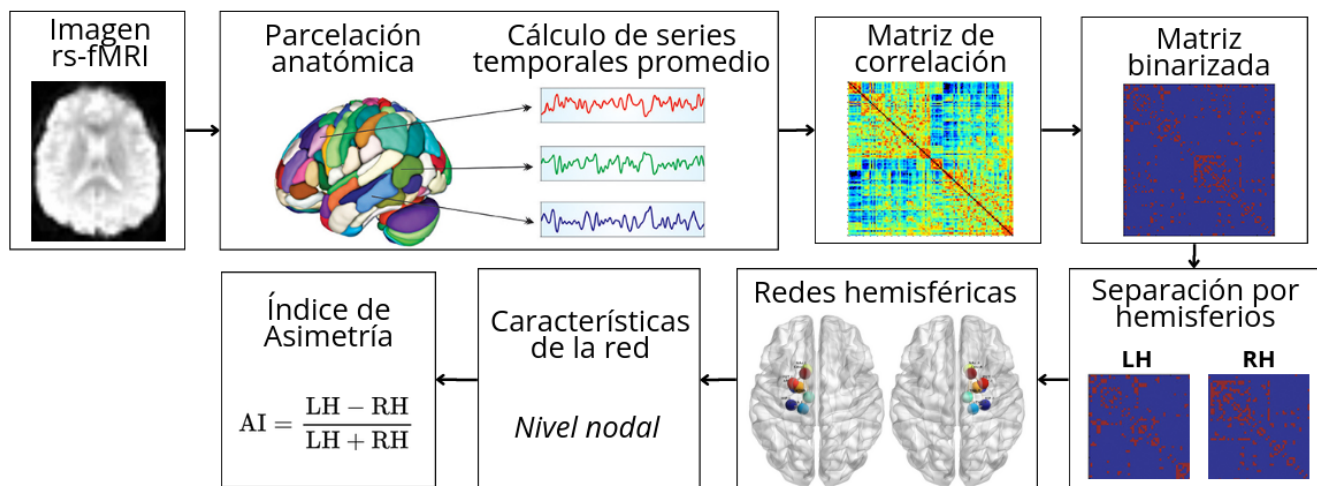 Imagen
rs-fMRI
Parcelación
anatómica
Cálculo de series
temporales promedio
Matriz de
correlación
Matriz
binarizada
Separación por
hemisferios
LH
RH
Redes hemisféricas
Características
de la red
Nivel nodal
Índice de
Asimetría
AI = (LH − RH) / (LH + RH)